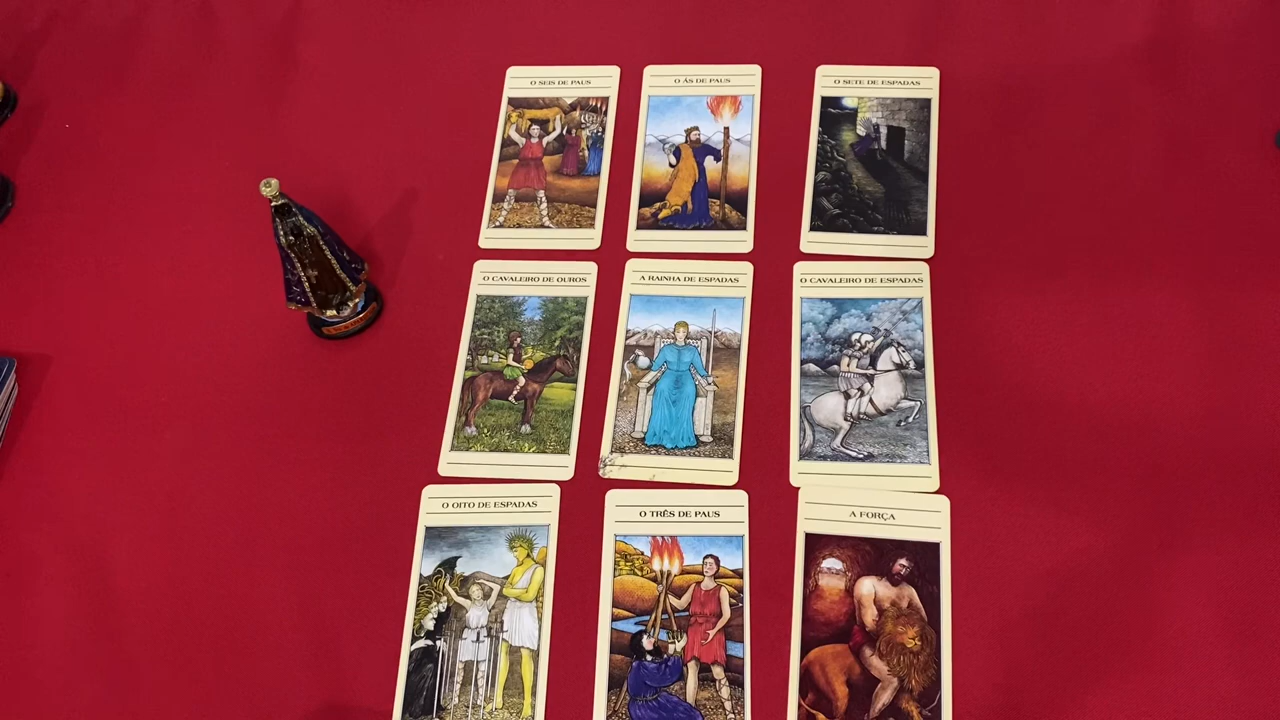 O SEIS DE PAUS
O ÁS DE PAUS
O SETE DE ESPADAS
O CAVALEIRO DE OUROS
A RAINHA DE ESPADAS
O CAVALEIRO DE ESPADAS
O OITO DE ESPADAS
O TRÊS DE PAUS
A FORÇA